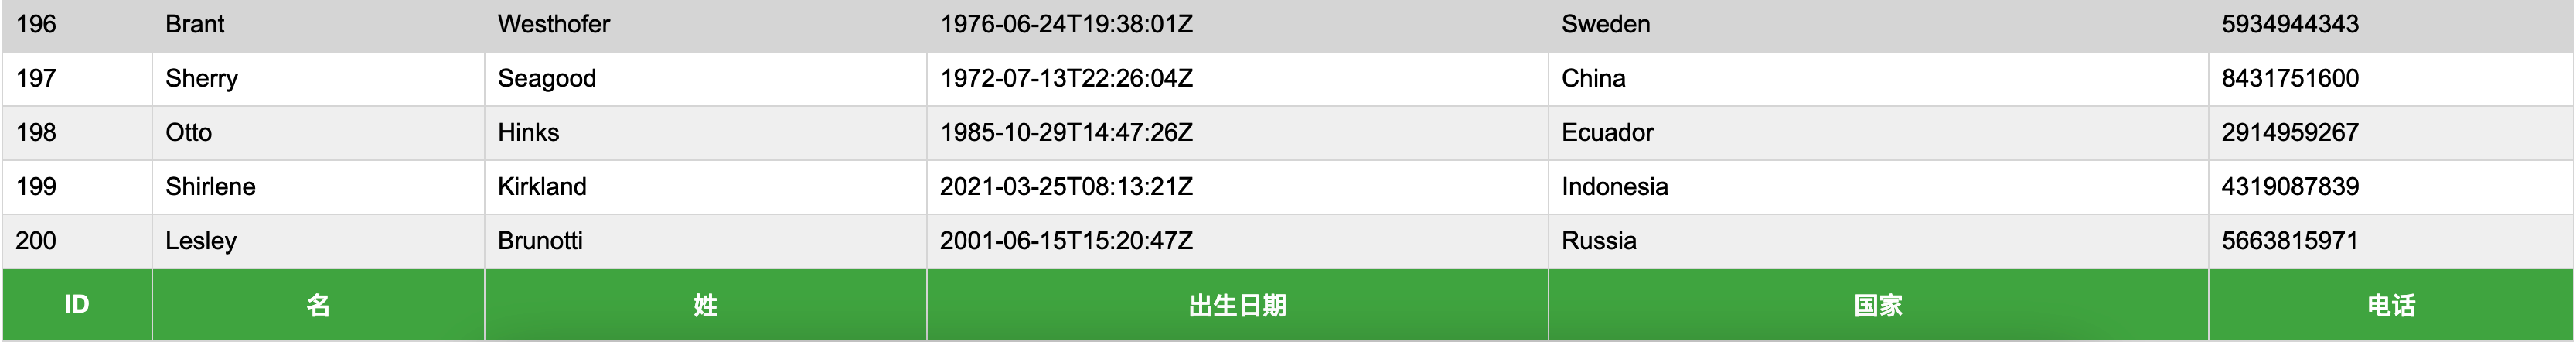 196 Brant Westhofer 1976-06-24T19:38:01Z Sweden 5934944343
197 Sherry Seagood 1972-07-13T22:26:04Z China 8431751600
198 Otto Hinks 1985-10-29T14:47:26Z Ecuador 2914959267
199 Shirlene Kirkland 2021-03-25T08:13:21Z Indonesia 4319087839
200 Lesley Brunotti 2001-06-15T15:20:47Z Russia 5663815971
ID 名 姓 出生日期 国家 电话